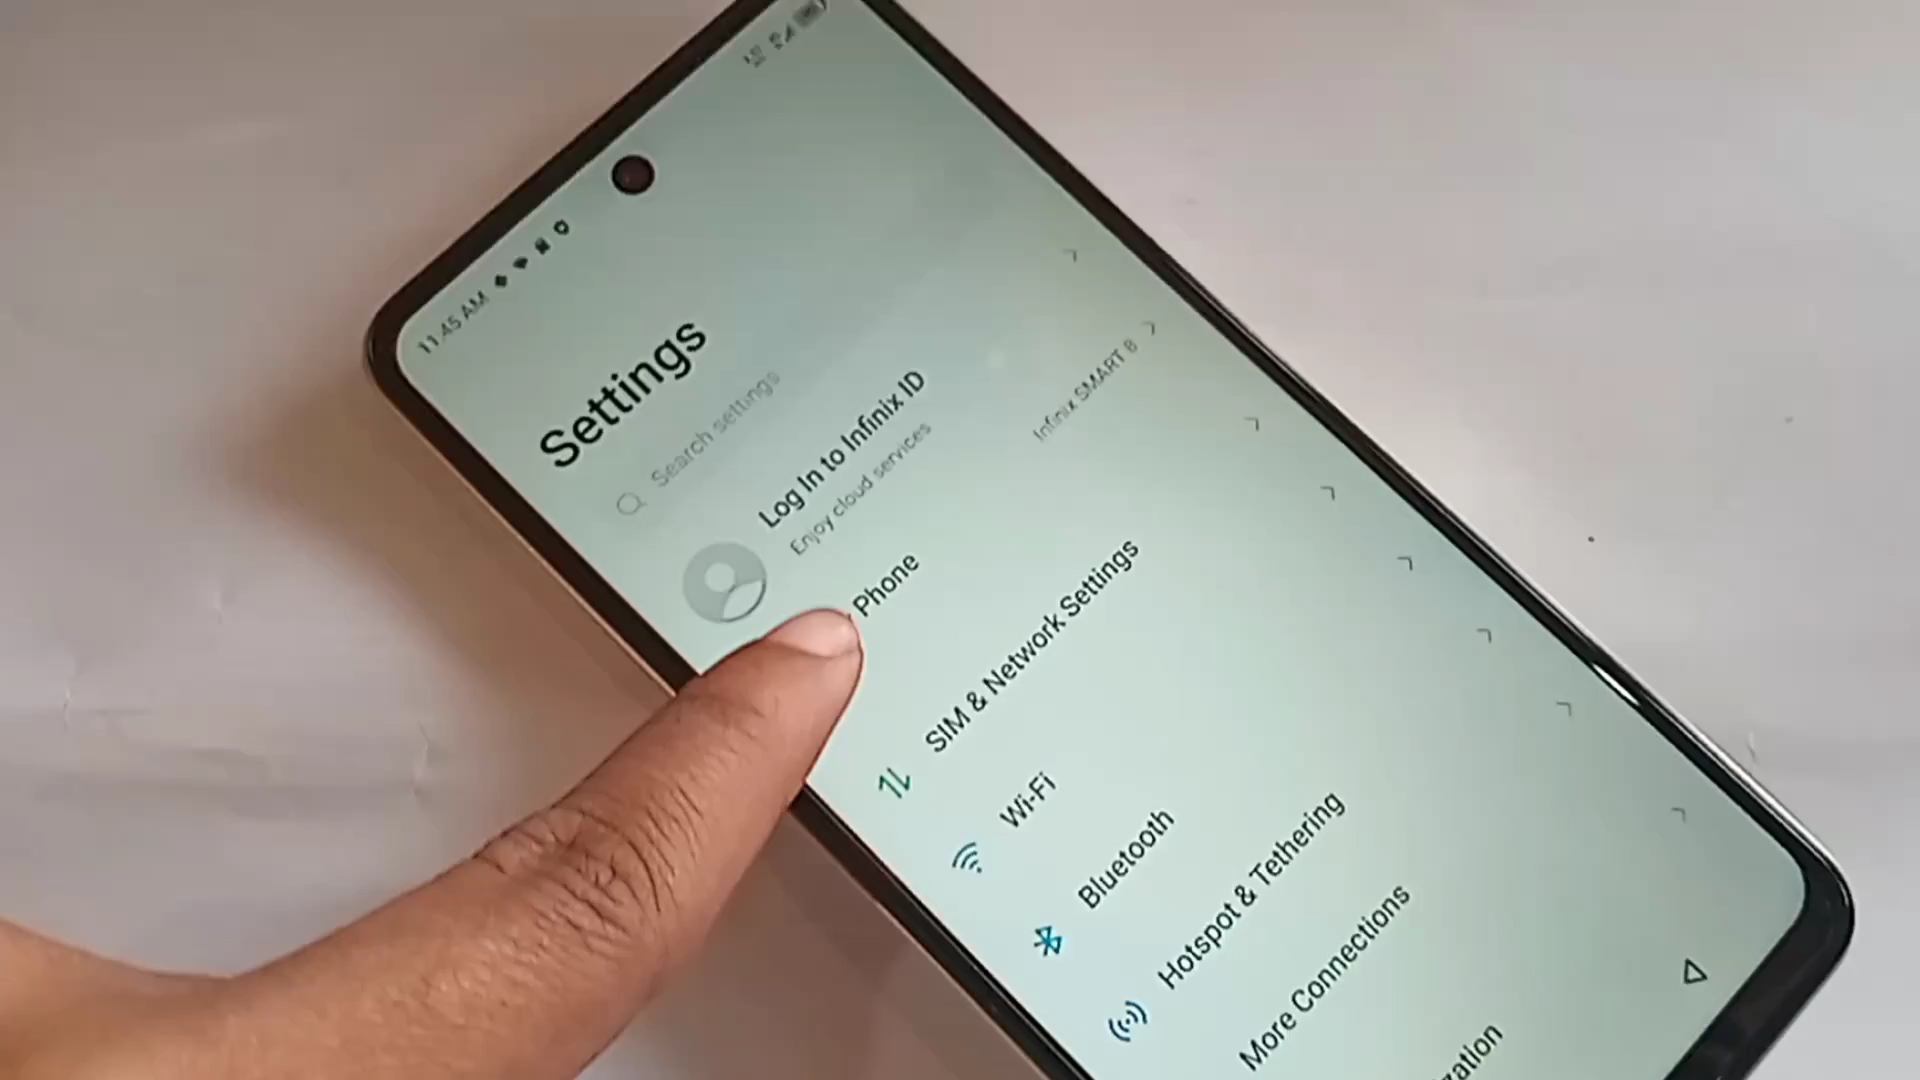 11.45 AM
Settings
Search settings
Log In to Infinix ID
Enjoy cloud services
Phone
Infinix SMART 8
SIM & Network Settings
Wi-Fi
Bluetooth
Hotspot & Tethering
More Connections